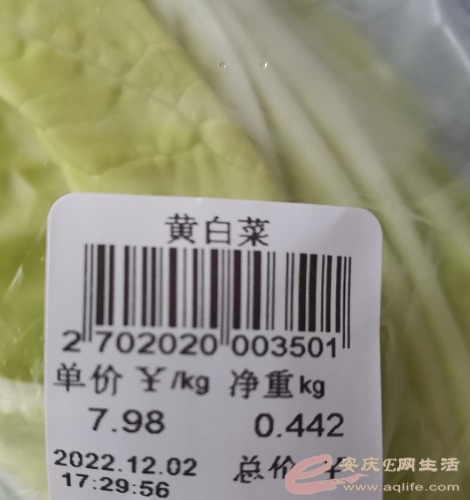 黄白菜
2 702020 003501
单价 ¥/kg 净重kg
7.98 0.442
2022.12.02 总价 ¥
17:29:56
安庆E网生活
www.aqlife.com